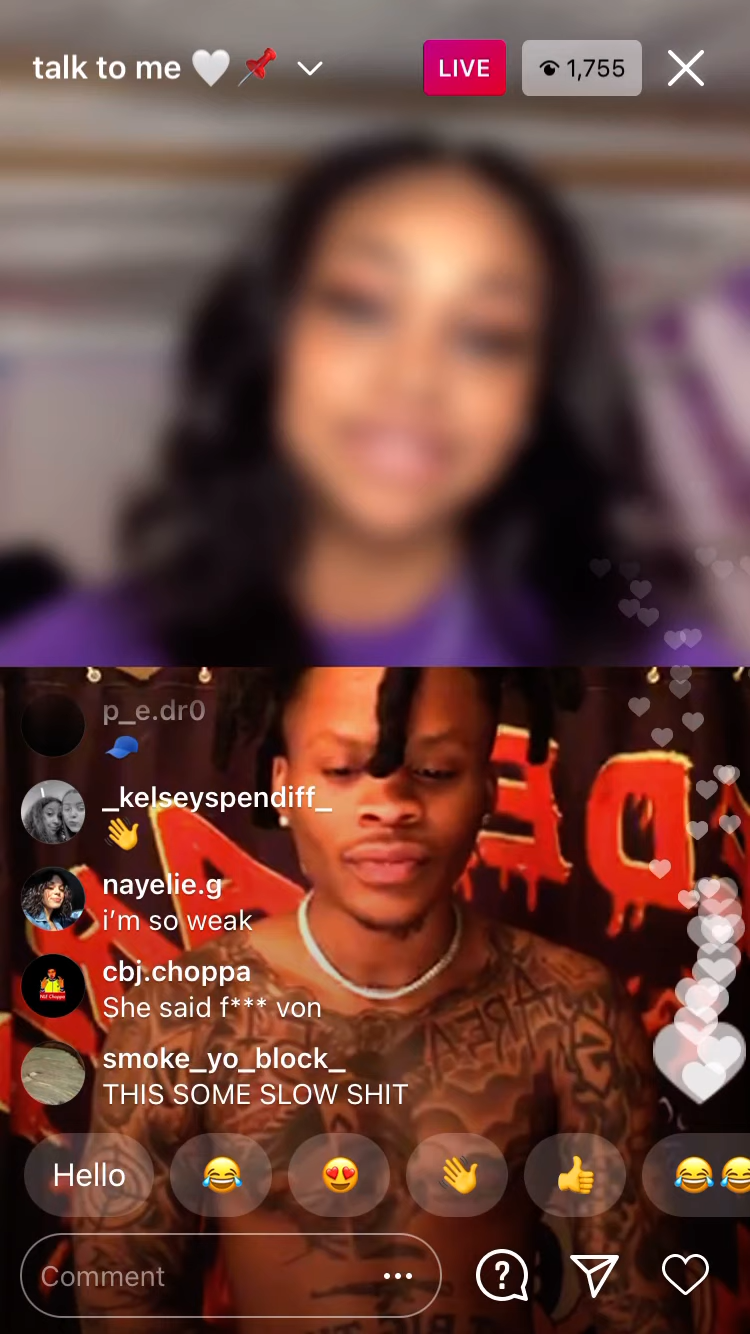 talk to me 🤍 📌
LIVE
1,755
p_e.dr0
🧢
_kelseyspendiff_
👋
nayelie.g
i’m so weak
cbj.choppa
She said f*** von
smoke_yo_block_
THIS SOME SLOW SHIT
Hello
😂
😍
👋
👍
😂😂
Comment